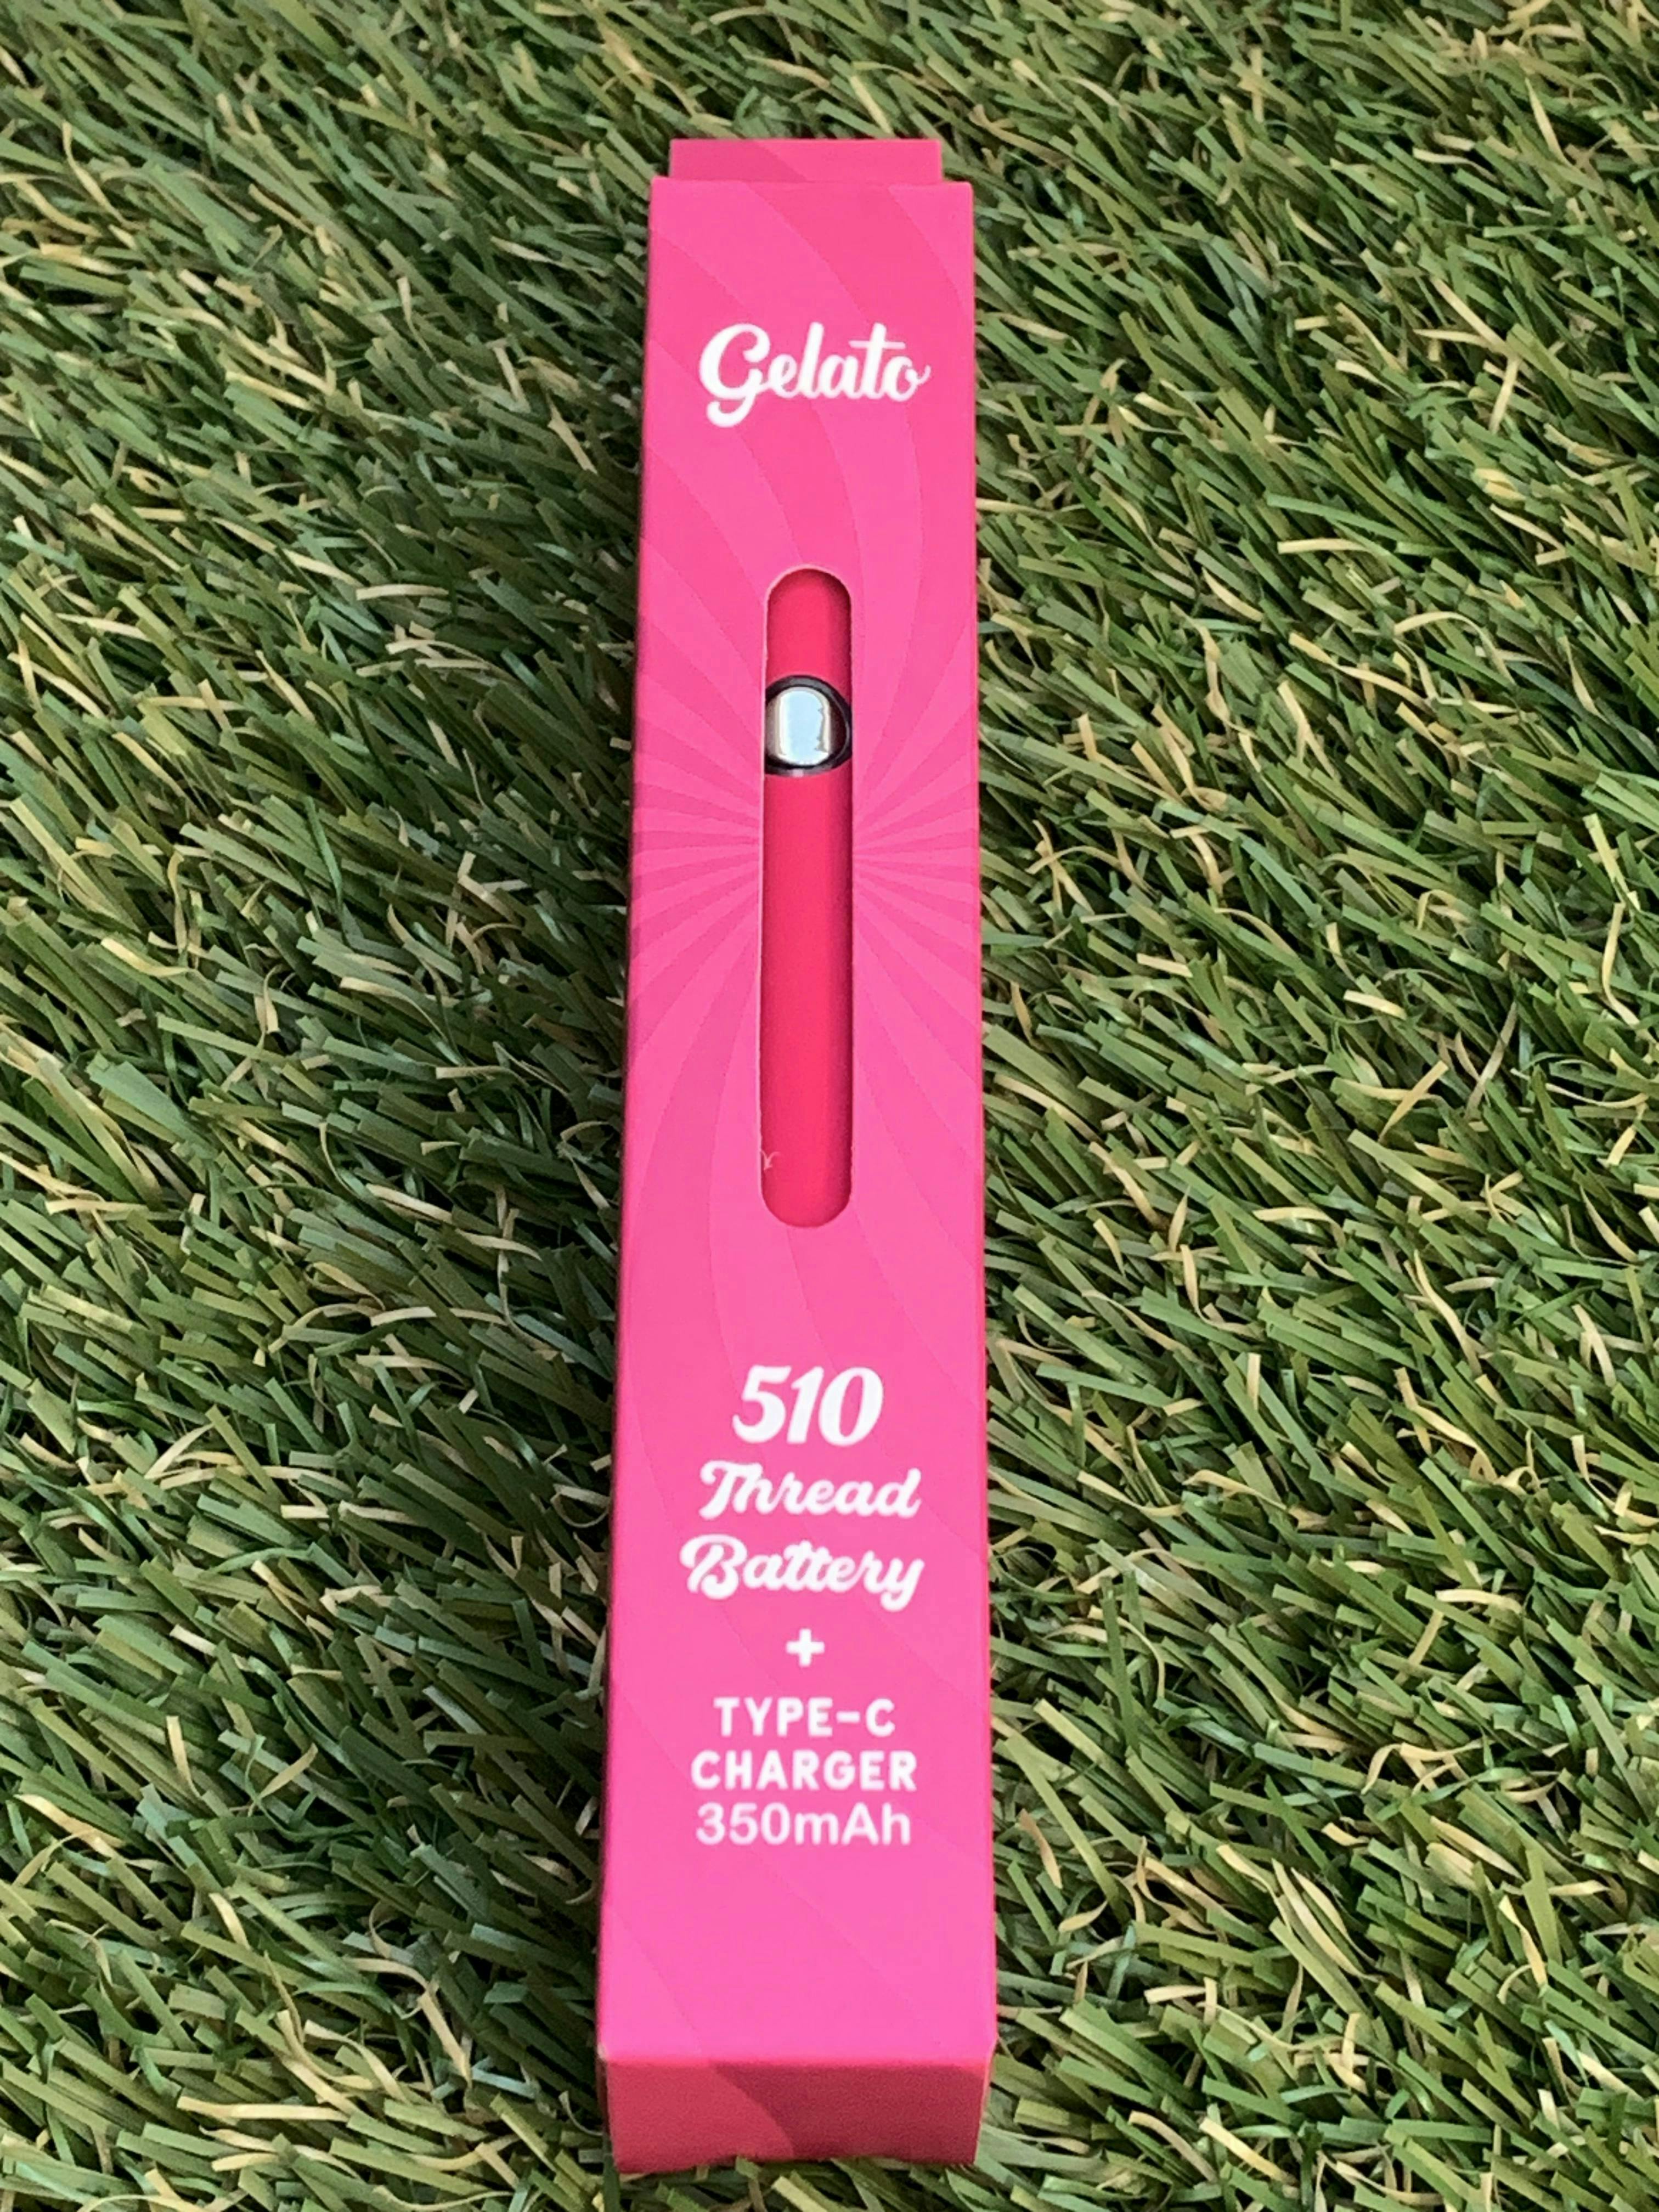 Gelato
510
Thread
Battery
+
TYPE-C
CHARGER
350mAh